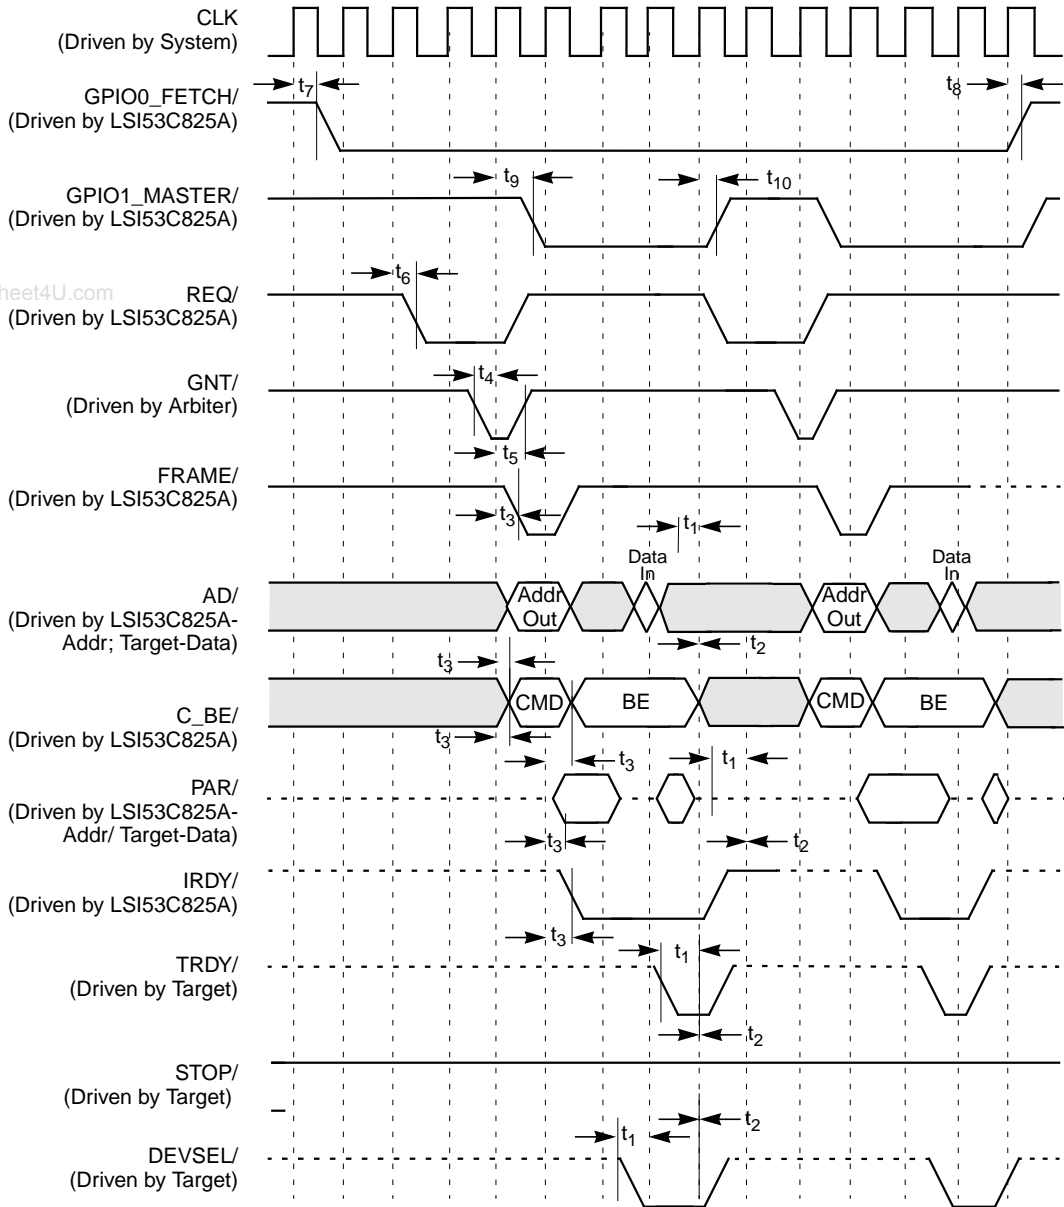 CLK
(Driven by System)
t7
t8
GPIO0_FETCH/
(Driven by LSI53C825A)
t9
t10
GPIO1_MASTER/
(Driven by LSI53C825A)
t6
heet4U.com
REQ/
(Driven by LSI53C825A)
t4
GNT/
(Driven by Arbiter)
t5
FRAME/
(Driven by LSI53C825A)
t3
t1
Data
In
Data
In
AD/
(Driven by LSI53C825A-
Addr; Target-Data)
Addr
Out
Addr
Out
t2
t3
C_BE/
(Driven by LSI53C825A)
CMD
BE
CMD
BE
t3
t3
t1
PAR/
(Driven by LSI53C825A-
Addr/ Target-Data)
t3
t2
IRDY/
(Driven by LSI53C825A)
t3
t1
TRDY/
(Driven by Target)
t2
STOP/
(Driven by Target)
t2
t1
DEVSEL/
(Driven by Target)